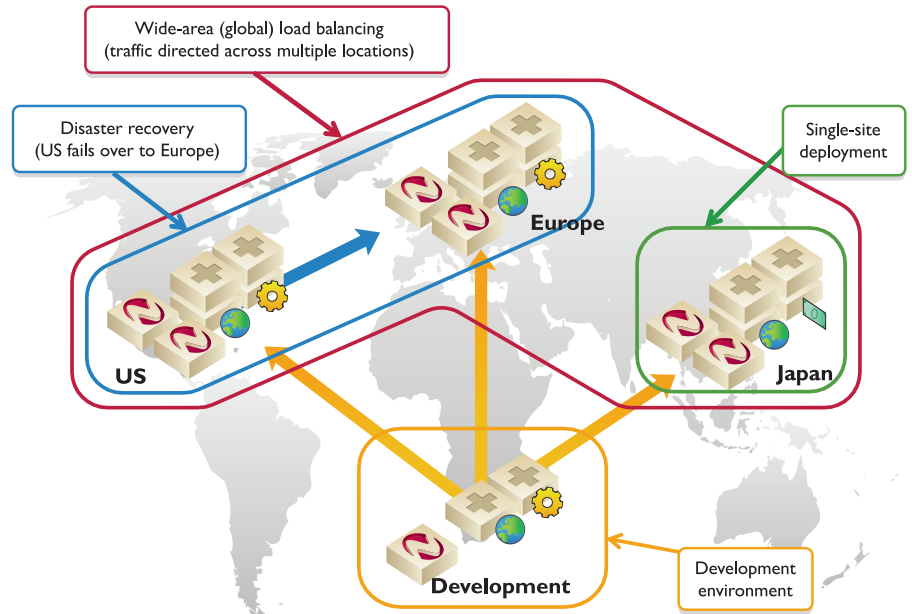 Wide-area (global) load balancing
(traffic directed across multiple locations)
Disaster recovery
(US fails over to Europe)
Single-site
deployment
Europe
US
Japan
0
Development
Development
environment